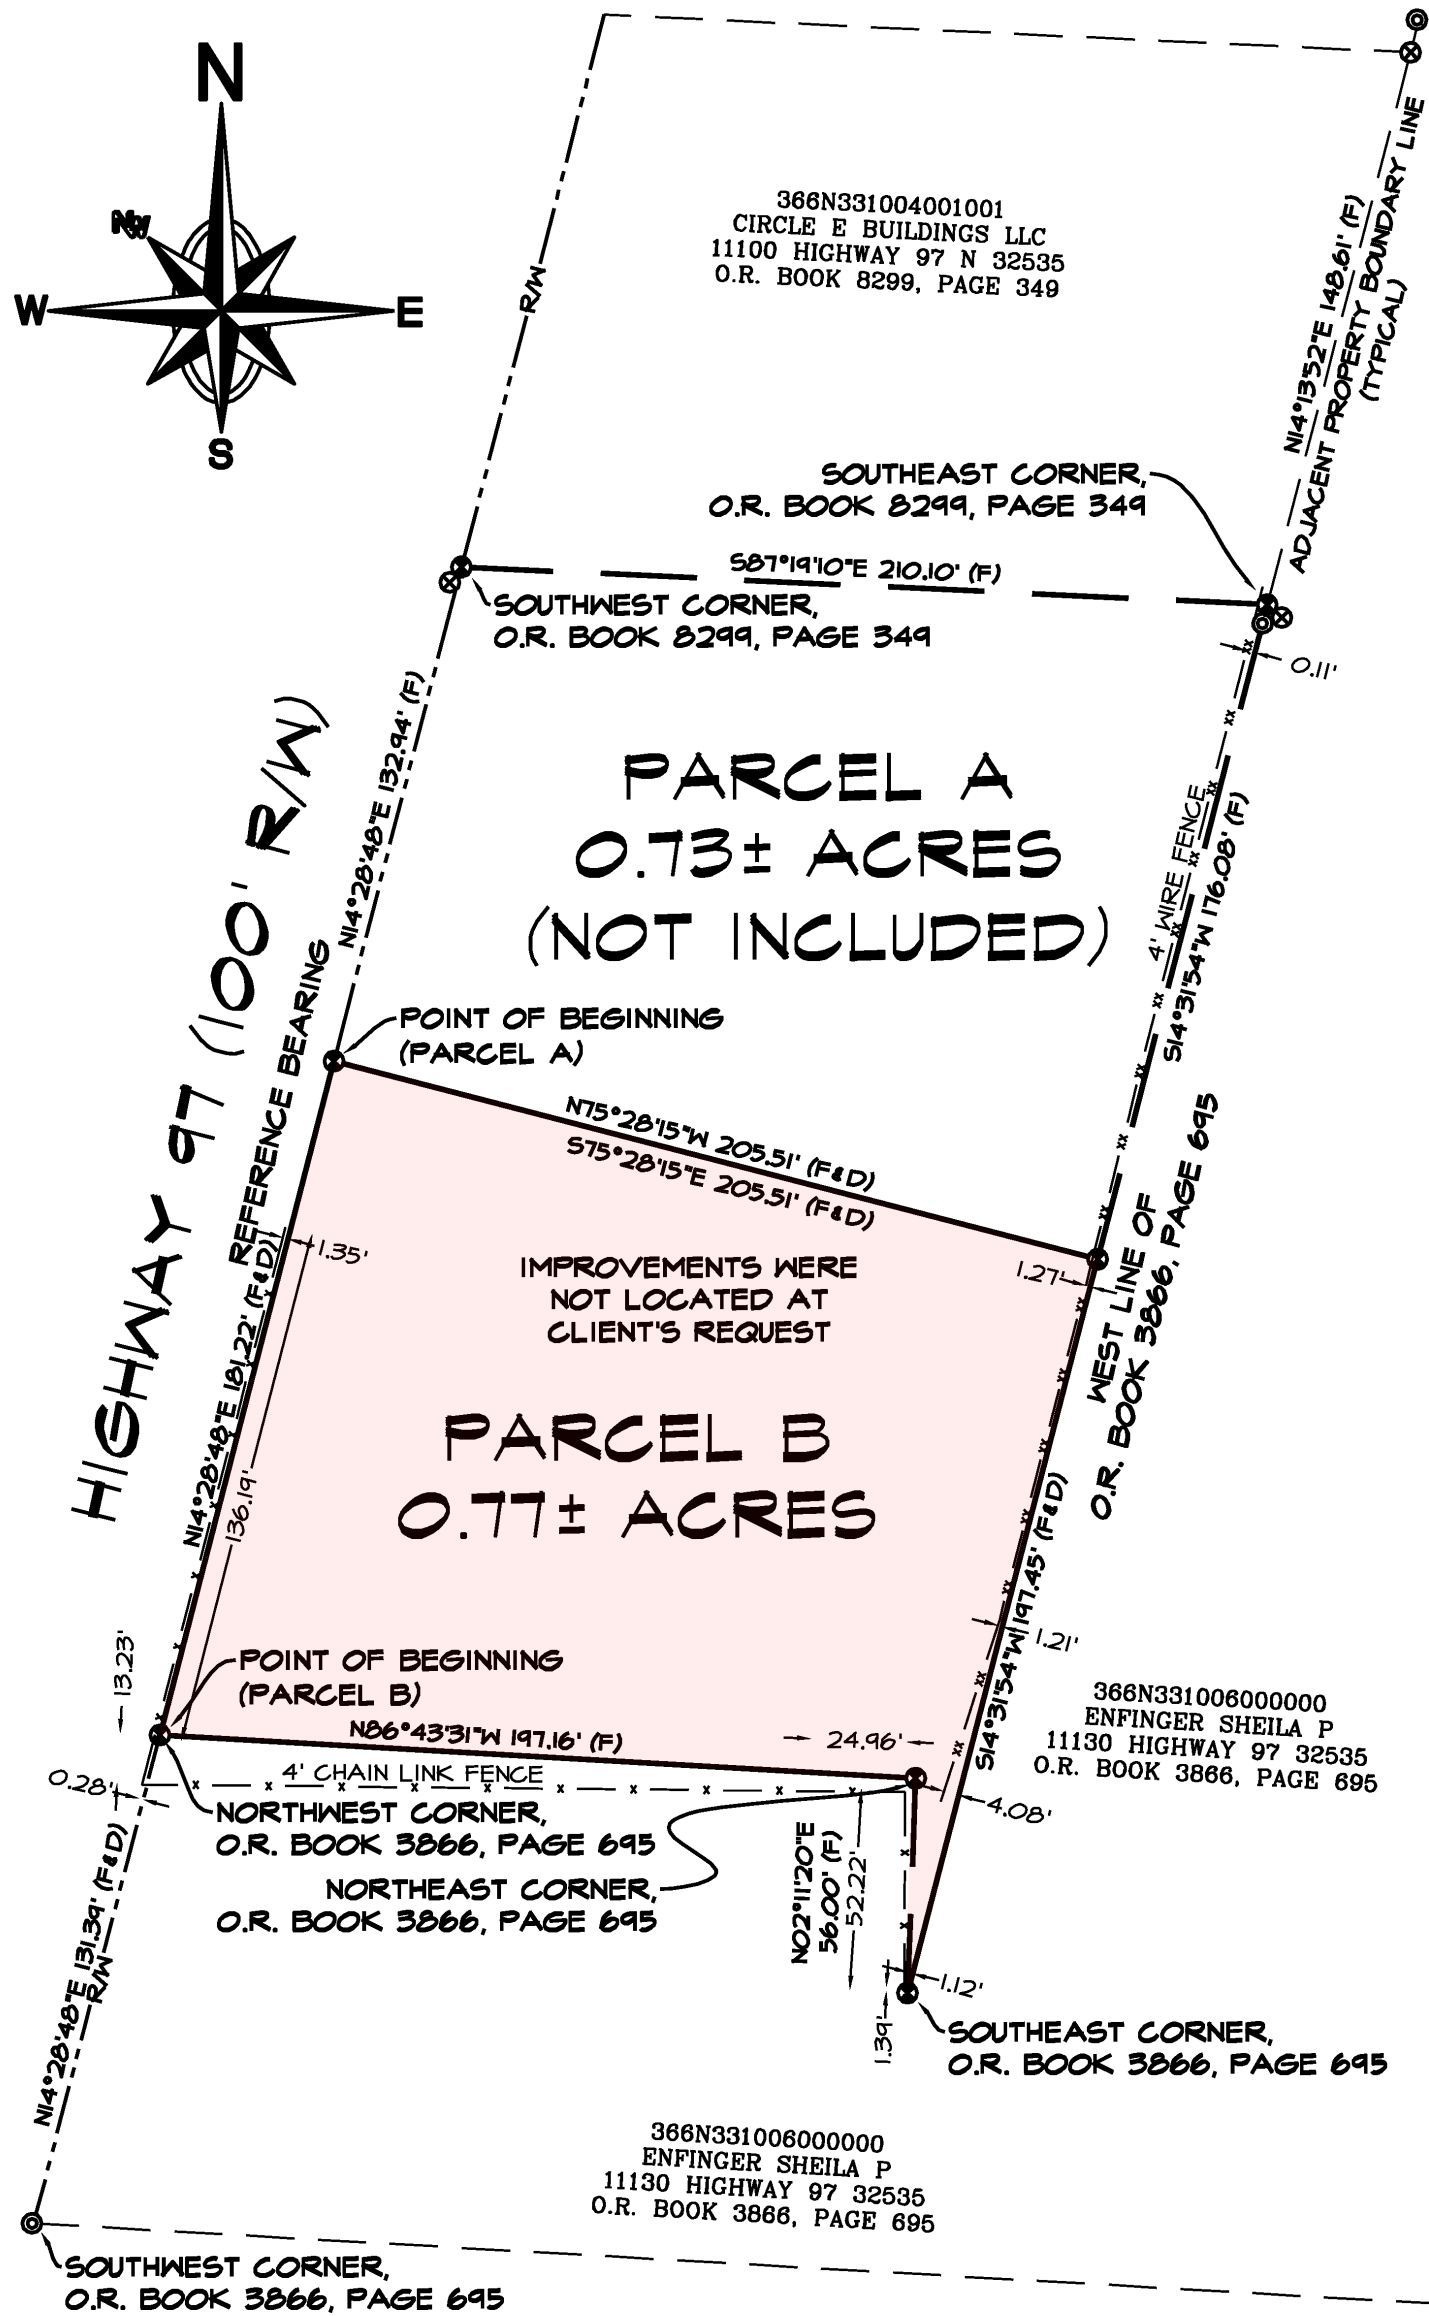 N
NW
W
E
S
366N331004001001
CIRCLE E BUILDINGS LLC
11100 HIGHWAY 97 N 32535
O.R. BOOK 8299, PAGE 349
R/W
N14°13'52"E 148.61' (F)
ADJACENT PROPERTY BOUNDARY LINE
(TYPICAL)
SOUTHEAST CORNER,
O.R. BOOK 8299, PAGE 349
S87°19'10"E 210.10' (F)
SOUTHWEST CORNER,
O.R. BOOK 8299, PAGE 349
0.11'
N14°28'48"E 132.94' (F)
HIGHWAY 97 (100' R/W)
PARCEL A
0.73± ACRES
(NOT INCLUDED)
4' WIRE FENCE
S14°31'54"W 176.08' (F)
REFERENCE BEARING
POINT OF BEGINNING
(PARCEL A)
N75°28'15"W 205.51' (F&D)
S75°28'15"E 205.51' (F&D)
WEST LINE OF
O.R. BOOK 3866, PAGE 695
1.35'
1.27'
IMPROVEMENTS WERE
NOT LOCATED AT
CLIENT'S REQUEST
N14°28'48"E 181.22' (F&D)
136.19'
PARCEL B
0.77± ACRES
S14°31'54"W 197.45' (F&D)
1.21'
13.23'
POINT OF BEGINNING
(PARCEL B)
N86°43'31"W 197.16' (F)
24.96'
366N331006000000
ENFINGER SHEILA P
11130 HIGHWAY 97 32535
O.R. BOOK 3866, PAGE 695
0.28'
4' CHAIN LINK FENCE
4.08'
NORTHWEST CORNER,
O.R. BOOK 3866, PAGE 695
NORTHEAST CORNER,
O.R. BOOK 3866, PAGE 695
N02°11'20"E
56.00' (F)
52.22'
1.12'
1.39'
N14°28'48"E 131.39' (F&D)
R/W
SOUTHEAST CORNER,
O.R. BOOK 3866, PAGE 695
366N331006000000
ENFINGER SHEILA P
11130 HIGHWAY 97 32535
O.R. BOOK 3866, PAGE 695
SOUTHWEST CORNER,
O.R. BOOK 3866, PAGE 695